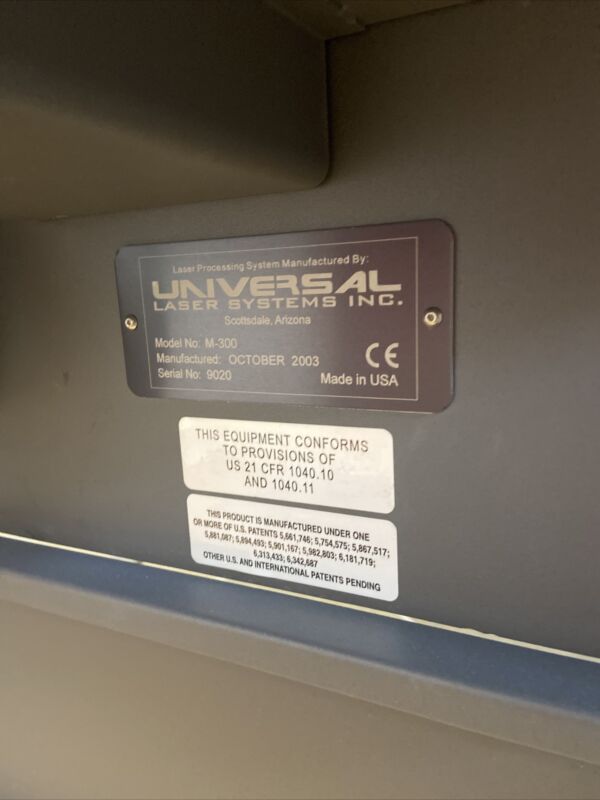 Laser Processing System Manufactured By:
UNIVERSAL
LASER SYSTEMS INC.
Scottsdale, Arizona
Model No: M-300
Manufactured: OCTOBER 2003
CE
Serial No: 9020
Made in USA
THIS EQUIPMENT CONFORMS
TO PROVISIONS OF
US 21 CFR 1040.10
AND 1040.11
THIS PRODUCT IS MANUFACTURED UNDER ONE
OR MORE OF U.S. PATENTS 5,661,746; 5,754,575; 5,867,517;
5,881,087; 5,894,493; 5,901,167; 5,982,803; 6,181,719;
6,313,433; 6,342,687
OTHER U.S. AND INTERNATIONAL PATENTS PENDING